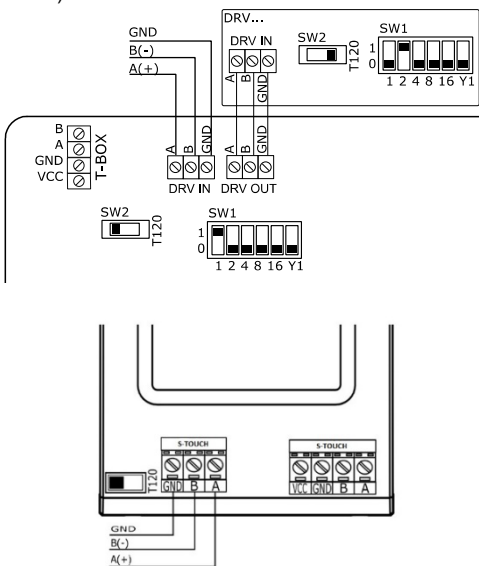 DRV...
DRV IN
A
B
GND
SW2
T120
SW1
1
0
1 2 4 8 16 Y1
GND
B(-)
A(+)
B
A
GND
VCC
T-BOX
A
B
GND
DRV IN
A
B
GND
DRV OUT
SW2
T120
SW1
1
0
1 2 4 8 16 Y1
S-TOUCH
S-TOUCH
T120
GND B A
VCC GND B A
GND
B(-)
A(+)